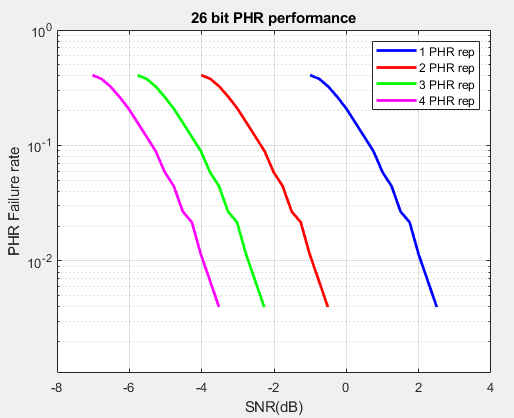 26 bit PHR performance
1 PHR rep
2 PHR rep
3 PHR rep
4 PHR rep
PHR Failure rate
10^0
10^-1
10^-2
-8 -6 -4 -2 0 2 4
SNR(dB)